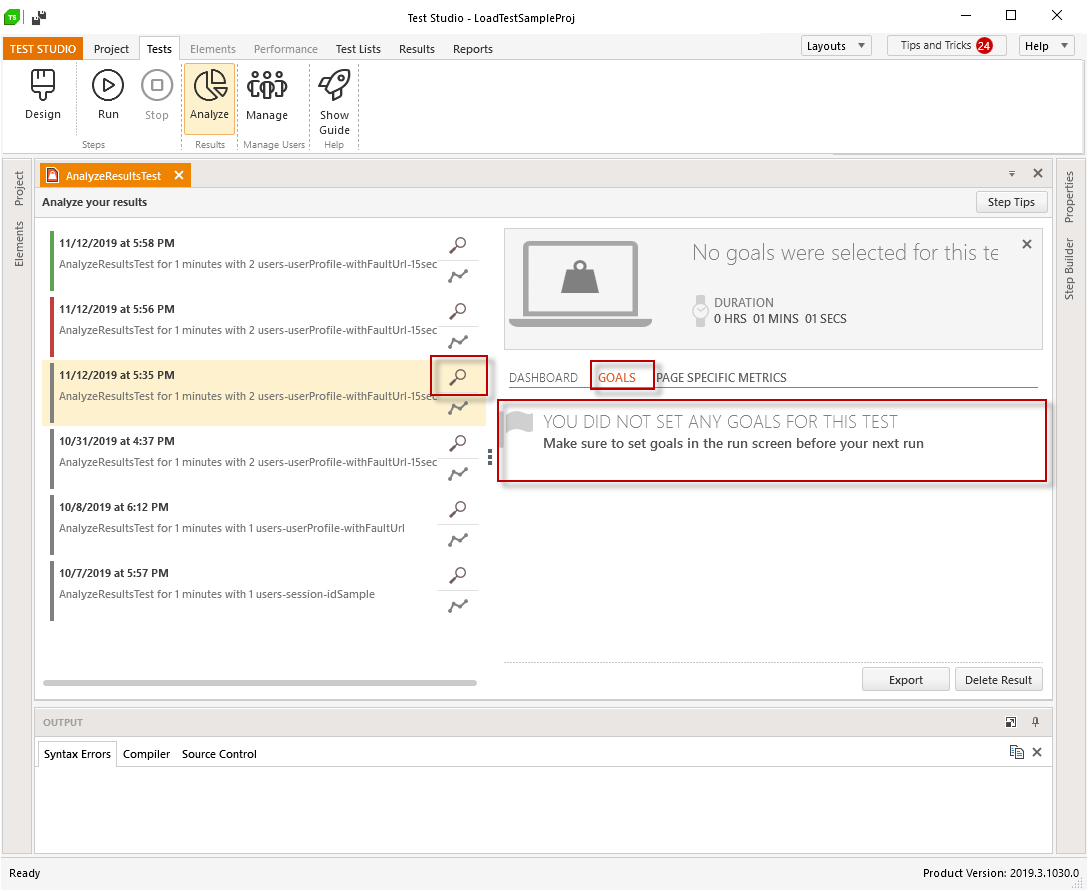 TS
Test Studio - LoadTestSampleProj
TEST STUDIO Project Tests Elements Performance Test Lists Results Reports
Layouts Tips and Tricks 24 Help
Design Run Stop Analyze Manage Show Guide
Steps Results Manage Users Help
Project
Elements
AnalyzeResultsTest
Analyze your results
Step Tips
11/12/2019 at 5:58 PM
AnalyzeResultsTest for 1 minutes with 2 users-userProfile-withFaultUrl-15sec
11/12/2019 at 5:56 PM
AnalyzeResultsTest for 1 minutes with 2 users-userProfile-withFaultUrl-15sec
11/12/2019 at 5:35 PM
AnalyzeResultsTest for 1 minutes with 2 users-userProfile-withFaultUrl-15sec
10/31/2019 at 4:37 PM
AnalyzeResultsTest for 1 minutes with 2 users-userProfile-withFaultUrl-15sec
10/8/2019 at 6:12 PM
AnalyzeResultsTest for 1 minutes with 1 users-userProfile-withFaultUrl
10/7/2019 at 5:57 PM
AnalyzeResultsTest for 1 minutes with 1 users-session-idSample
No goals were selected for this te
DURATION
0 HRS 01 MINS 01 SECS
DASHBOARD GOALS PAGE SPECIFIC METRICS
YOU DID NOT SET ANY GOALS FOR THIS TEST
Make sure to set goals in the run screen before your next run
Export Delete Result
Properties
Step Builder
OUTPUT
Syntax Errors Compiler Source Control
Ready
Product Version: 2019.3.1030.0